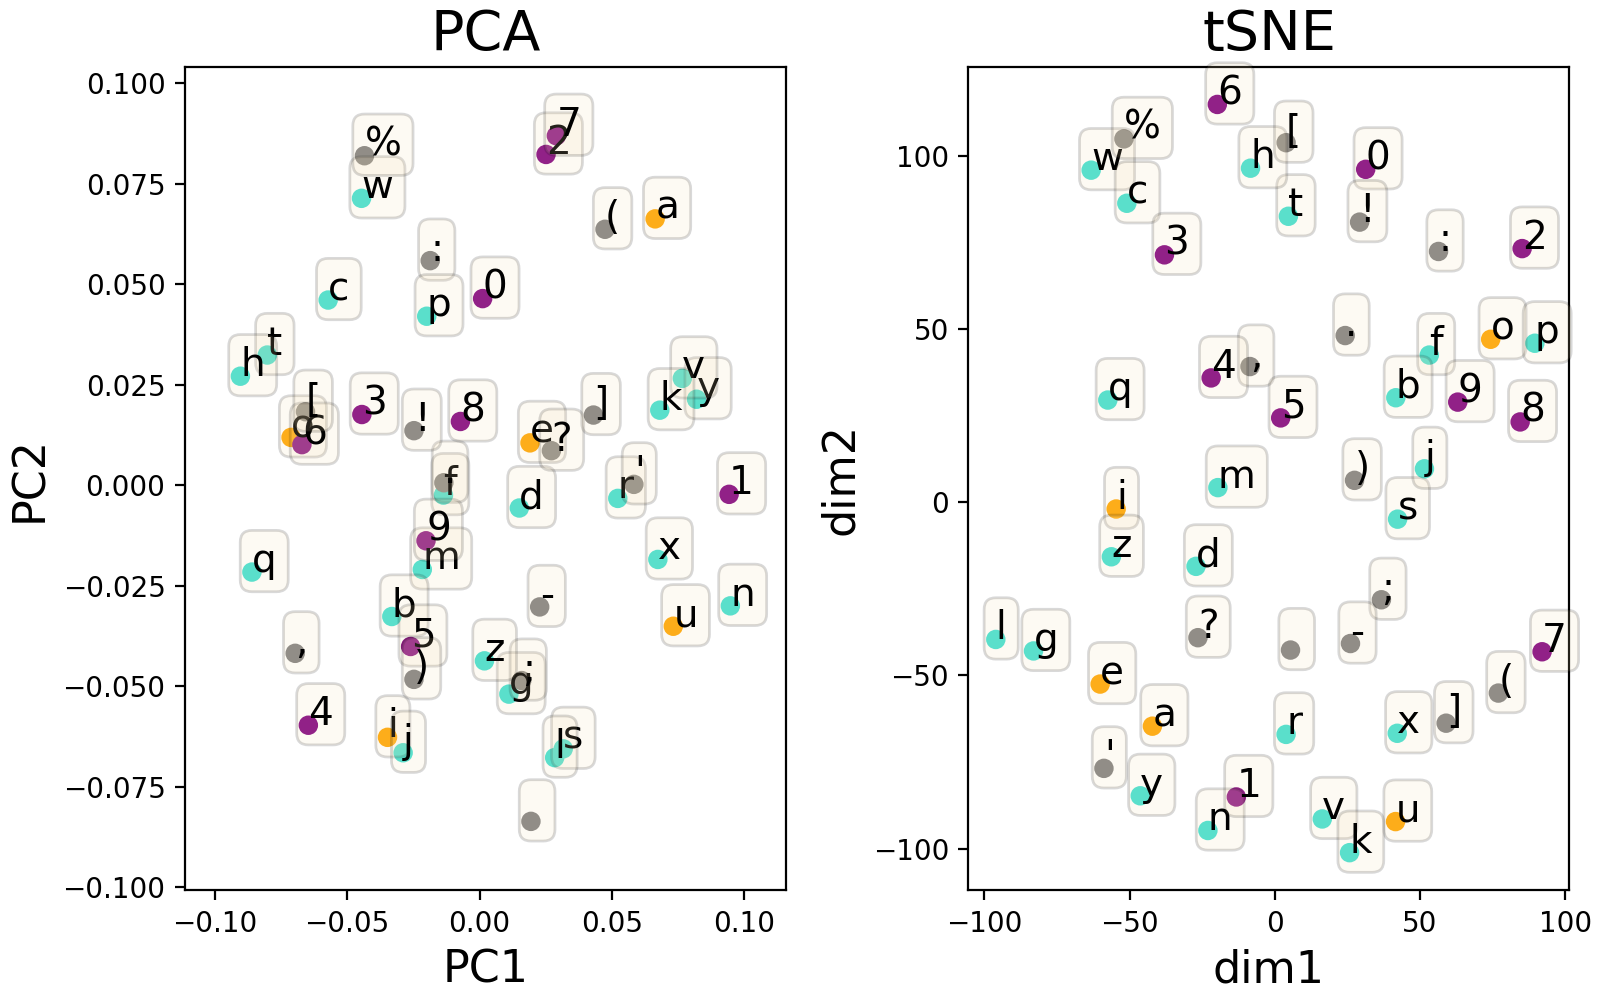 PCA
tSNE
0.100
0.075
0.050
0.025
0.000
−0.025
−0.050
−0.075
−0.100
PC2
−0.10
−0.05
0.00
0.05
0.10
PC1
7
2
%
w
a
(
:
0
p
c
t
h
[
o
6
3
!
8
e
?
]
v
y
k
'
r
1
f
.
d
9
m
x
q
n
-
u
b
5
)
z
,
;
g
4
i
j
s
l
100
50
0
−50
−100
dim2
−100
−50
0
50
100
dim1
6
%
w
[
h
0
c
t
!
3
:
2
.
o
p
f
4
,
q
b
9
5
8
j
)
m
i
s
z
d
;
?
-
l
g
7
e
(
a
]
x
r
'
y
1
n
v
u
k